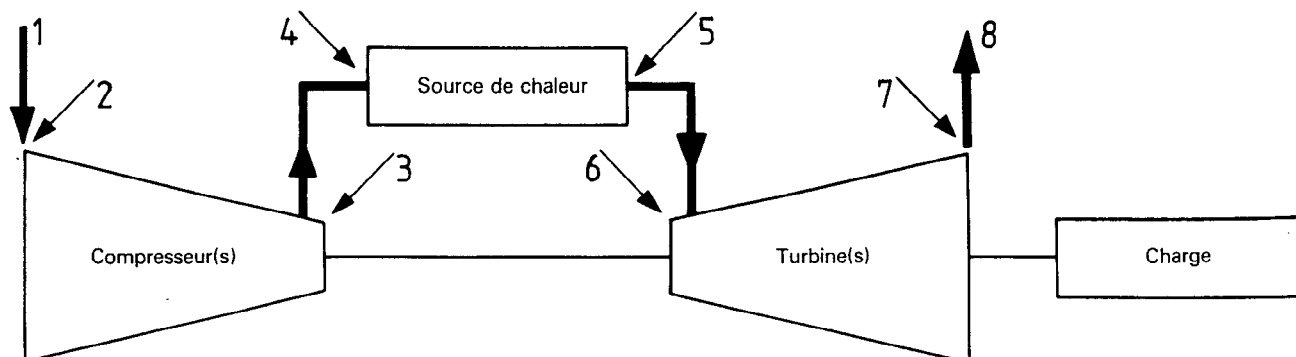 1
2
3
4
5
6
7
8
Source de chaleur
Compresseur(s)
Turbine(s)
Charge